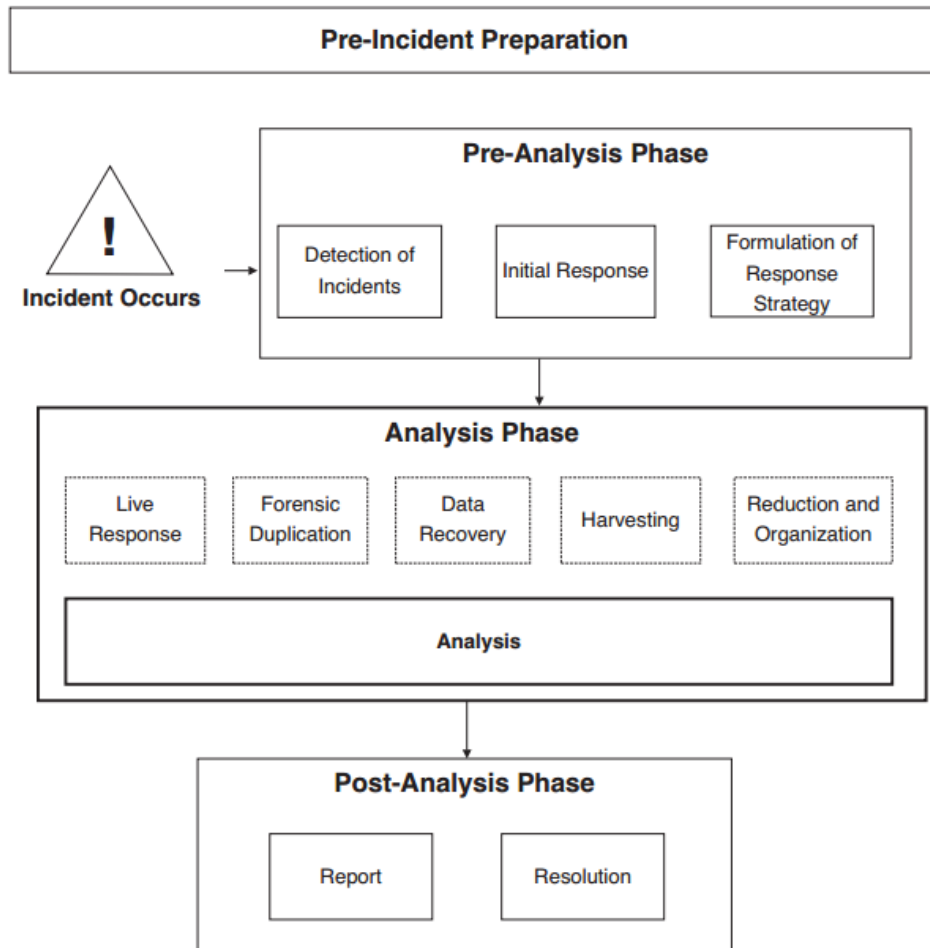 Pre-Incident Preparation
Pre-Analysis Phase
!
Incident Occurs
Detection of
Incidents
Initial Response
Formulation of
Response
Strategy
Analysis Phase
Live
Response
Forensic
Duplication
Data
Recovery
Harvesting
Reduction and
Organization
Analysis
Post-Analysis Phase
Report
Resolution